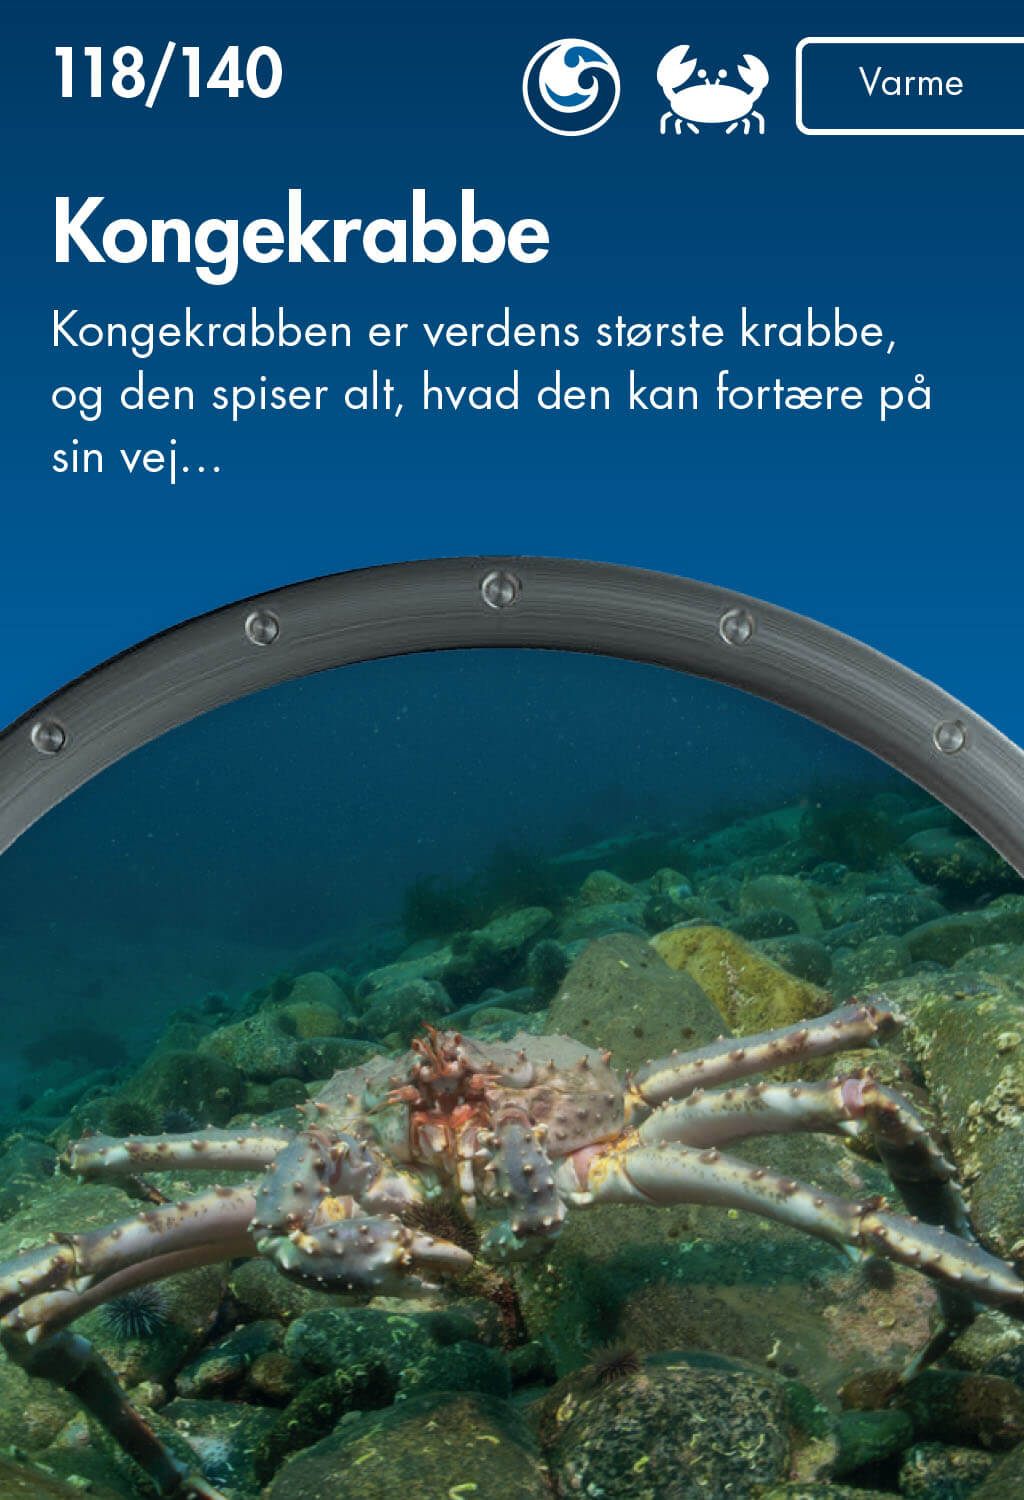 118/140
Varme
Kongekrabbe
Kongekrabben er verdens største krabbe,
og den spiser alt, hvad den kan fortære på
sin vej...